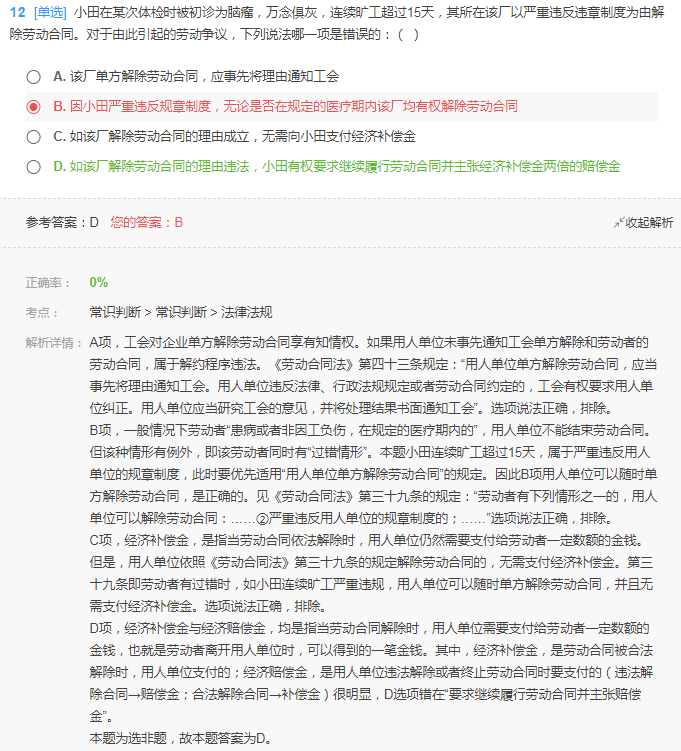 12 [单选] 小田在某次体检时被初诊为脑瘤，万念俱灰，连续旷工超过15天，其所在该厂以严重违反违章制度为由解
除劳动合同。对于由此引起的劳动争议，下列说法哪一项是错误的：（ ）
A. 该厂单方解除劳动合同，应事先将理由通知工会
B. 因小田严重违反规章制度，无论是否在规定的医疗期内该厂均有权解除劳动合同
C. 如该厂解除劳动合同的理由成立，无需向小田支付经济补偿金
D. 如该厂解除劳动合同的理由违法，小田有权要求继续履行劳动合同并主张经济补偿金两倍的赔偿金
参考答案：D 您的答案：B 收起解析
正确率： 0%
考点： 常识判断 > 常识判断 > 法律法规
解析详情： A项，工会对企业单方解除劳动合同享有知情权。如果用人单位未事先通知工会单方解除和劳动者的
劳动合同，属于解约程序违法。《劳动合同法》第四十三条规定：“用人单位单方解除劳动合同，应当
事先将理由通知工会。用人单位违反法律、行政法规规定或者劳动合同约定的，工会有权要求用人单
位纠正。用人单位应当研究工会的意见，并将处理结果书面通知工会”。选项说法正确，排除。
B项，一般情况下劳动者“患病或者非因工负伤，在规定的医疗期内的”，用人单位不能结束劳动合同。
但该种情形有例外，即该劳动者同时有“过错情形”。本题小田连续旷工超过15天，属于严重违反用人
单位的规章制度，此时要优先适用“用人单位单方解除劳动合同”的规定。因此B项用人单位可以随时单
方解除劳动合同，是正确的。见《劳动合同法》第三十九条的规定：“劳动者有下列情形之一的，用人
单位可以解除劳动合同：……②严重违反用人单位的规章制度的；……”选项说法正确，排除。
C项，经济补偿金，是指当劳动合同依法解除时，用人单位仍然需要支付给劳动者一定数额的金钱。
但是，用人单位依照《劳动合同法》第三十九条的规定解除劳动合同的，无需支付经济补偿金。第三
十九条即劳动者有过错时，如小田连续旷工严重违规，用人单位可以随时单方解除劳动合同，并且无
需支付经济补偿金。选项说法正确，排除。
D项，经济补偿金与经济赔偿金，均是指当劳动合同解除时，用人单位需要支付给劳动者一定数额的
金钱，也就是劳动者离开用人单位时，可以得到的一笔金钱。其中，经济补偿金，是劳动合同被合法
解除时，用人单位支付的；经济赔偿金，是用人单位违法解除或者终止劳动合同时要支付的（违法解
除合同→赔偿金；合法解除合同→补偿金）很明显，D选项错在“要求继续履行劳动合同并主张赔偿
金”。
本题为选非题，故本题答案为D。